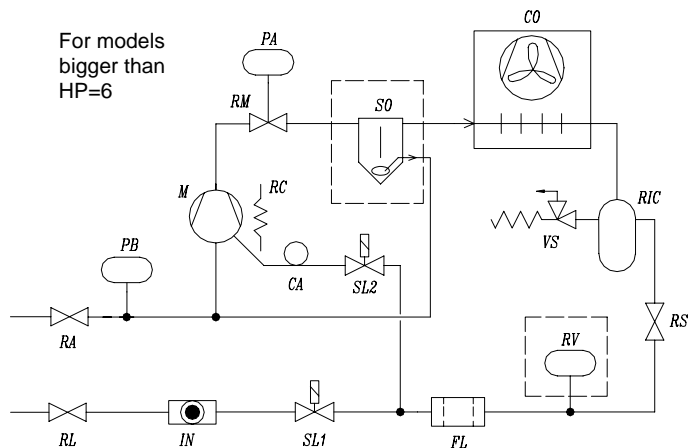 For models
bigger than
HP=6
PA
CO
RM
SO
M
RC
RIC
VS
PB
CA
SL2
RA
RS
RV
RL
IN
SL1
FL